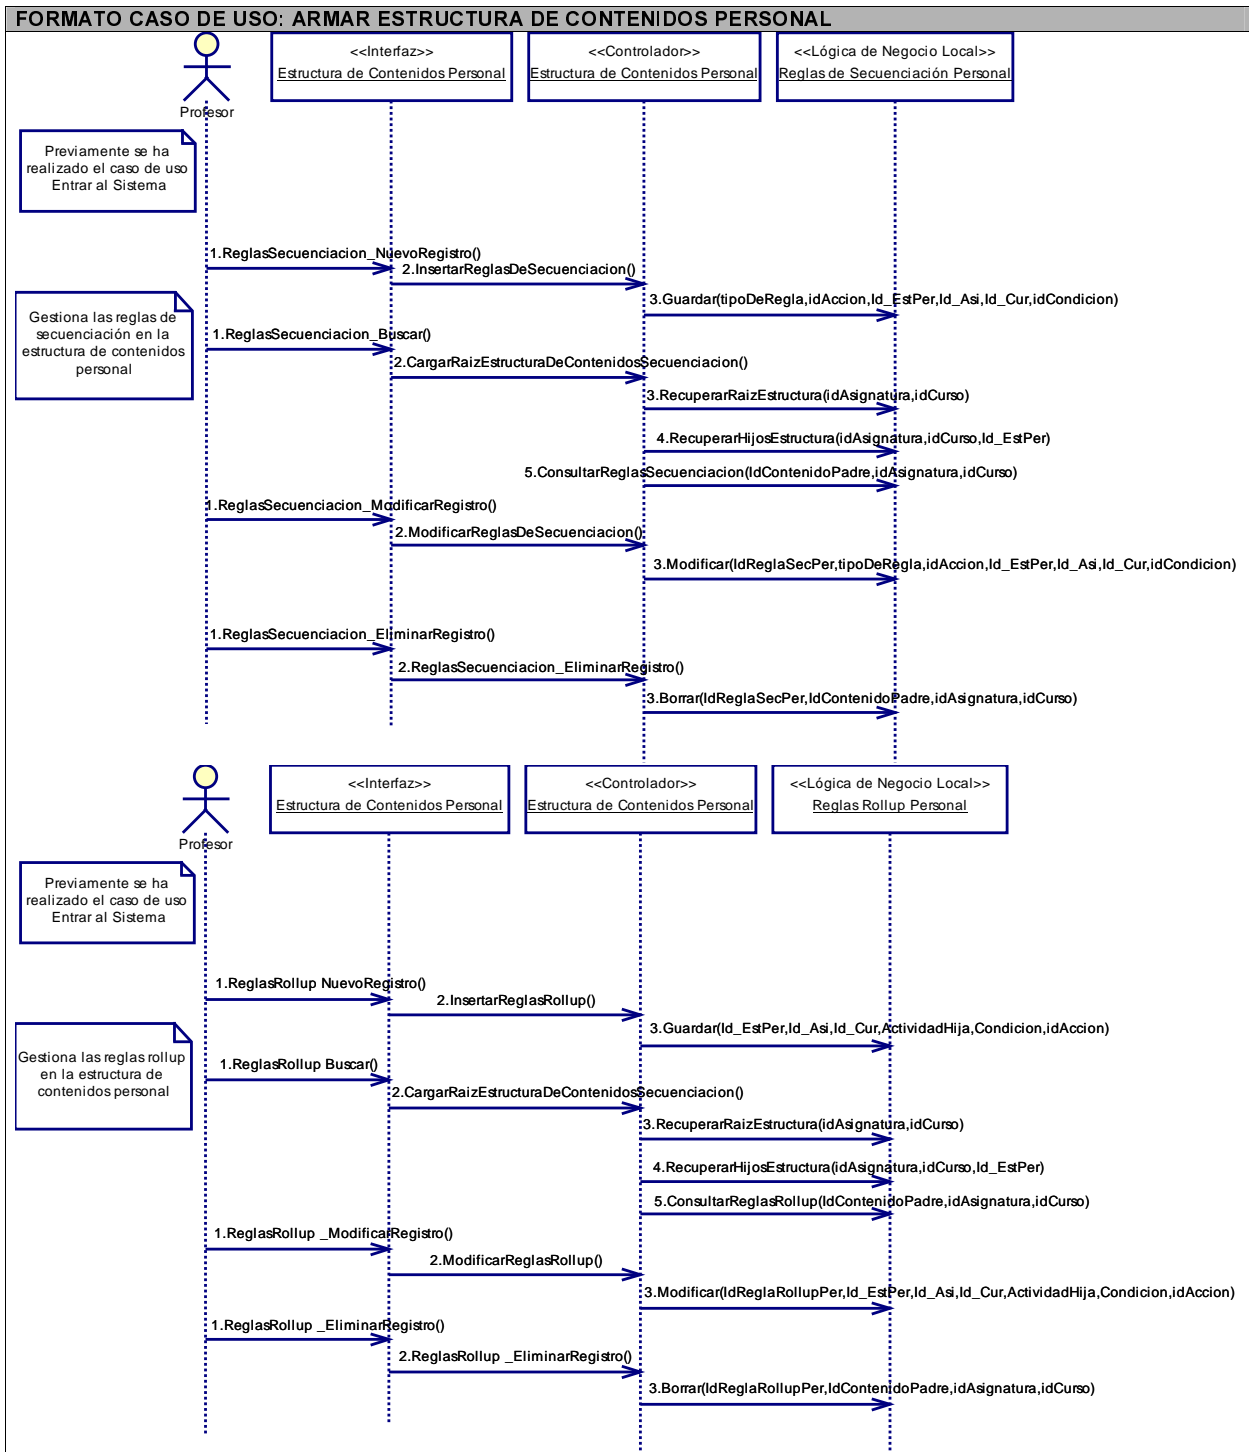 FORMATO CASO DE USO: ARMAR ESTRUCTURA DE CONTENIDOS PERSONAL
<<Interfaz>>
Estructura de Contenidos Personal
<<Controlador>>
Estructura de Contenidos Personal
<<Lógica de Negocio Local>>
Reglas de Secuenciación Personal
Profesor
Previamente se ha
realizado el caso de uso
Entrar al Sistema
1.ReglasSecuenciacion_NuevoRegistro()
2.InsertarReglasDeSecuenciacion()
3.Guardar(tipoDeRegla,idAccion,Id_EstPer,Id_Asi,Id_Cur,idCondicion)
Gestiona las reglas de
secuenciación en la
estructura de contenidos
personal
1.ReglasSecuenciacion_Buscar()
2.CargarRaizEstructuraDeContenidosSecuenciacion()
3.RecuperarRaizEstructura(idAsignatura,idCurso)
4.RecuperarHijosEstructura(idAsignatura,idCurso,Id_EstPer)
5.ConsultarReglasSecuenciacion(IdContenidoPadre,idAsignatura,idCurso)
1.ReglasSecuenciacion_ModificarRegistro()
2.ModificarReglasDeSecuenciacion()
3.Modificar(IdReglaSecPer,tipoDeRegla,idAccion,Id_EstPer,Id_Asi,Id_Cur,idCondicion)
1.ReglasSecuenciacion_EliminarRegistro()
2.ReglasSecuenciacion_EliminarRegistro()
3.Borrar(IdReglaSecPer,IdContenidoPadre,idAsignatura,idCurso)
<<Interfaz>>
Estructura de Contenidos Personal
<<Controlador>>
Estructura de Contenidos Personal
<<Lógica de Negocio Local>>
Reglas Rollup Personal
Profesor
Previamente se ha
realizado el caso de uso
Entrar al Sistema
1.ReglasRollup NuevoRegistro()
2.InsertarReglasRollup()
3.Guardar(Id_EstPer,Id_Asi,Id_Cur,ActividadHija,Condicion,idAccion)
Gestiona las reglas rollup
en la estructura de
contenidos personal
1.ReglasRollup Buscar()
2.CargarRaizEstructuraDeContenidosSecuenciacion()
3.RecuperarRaizEstructura(idAsignatura,idCurso)
4.RecuperarHijosEstructura(idAsignatura,idCurso,Id_EstPer)
5.ConsultarReglasRollup(IdContenidoPadre,idAsignatura,idCurso)
1.ReglasRollup _ModificarRegistro()
2.ModificarReglasRollup()
3.Modificar(IdReglaRollupPer,Id_EstPer,Id_Asi,Id_Cur,ActividadHija,Condicion,idAccion)
1.ReglasRollup _EliminarRegistro()
2.ReglasRollup _EliminarRegistro()
3.Borrar(IdReglaRollupPer,IdContenidoPadre,idAsignatura,idCurso)